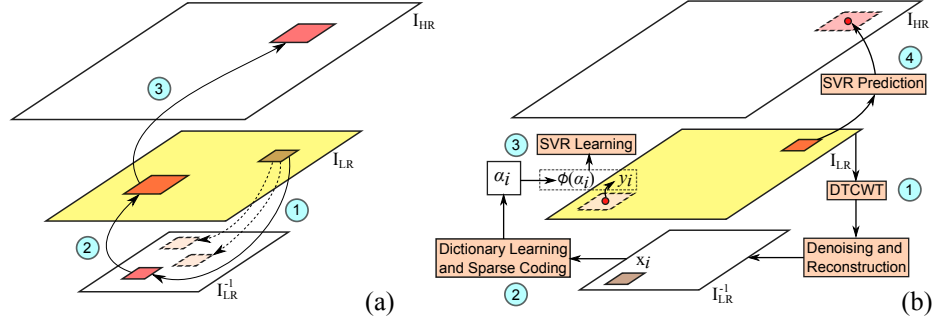 I_HR
3
I_LR
1
2
I_LR^-1
(a)
I_HR
4
SVR Prediction
3
SVR Learning
I_LR
α_i
ϕ(α_i)
y_i
DTCWT
1
Dictionary Learning
and Sparse Coding
x_i
Denoising and
Reconstruction
2
I_LR^-1
(b)